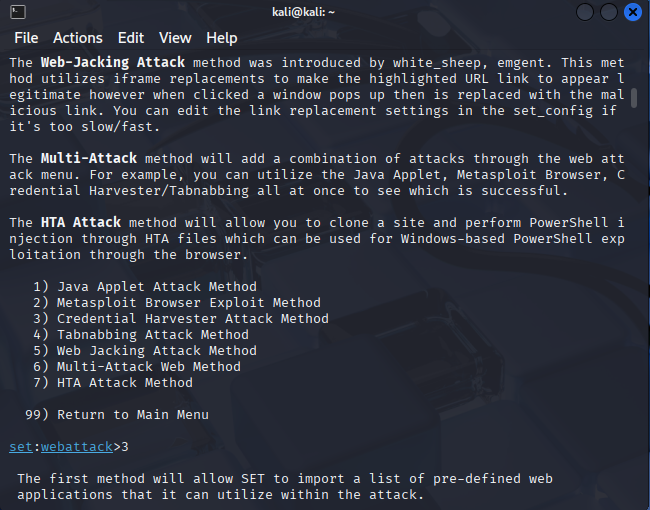 kali@kali: ~
File Actions Edit View Help
The Web-Jacking Attack method was introduced by white_sheep, emgent. This met
hod utilizes iframe replacements to make the highlighted URL link to appear l
egitimate however when clicked a window pops up then is replaced with the mal
icious link. You can edit the link replacement settings in the set_config if
it's too slow/fast.
The Multi-Attack method will add a combination of attacks through the web att
ack menu. For example, you can utilize the Java Applet, Metasploit Browser, C
redential Harvester/Tabnabbing all at once to see which is successful.
The HTA Attack method will allow you to clone a site and perform PowerShell i
njection through HTA files which can be used for Windows-based PowerShell exp
loitation through the browser.
1) Java Applet Attack Method
2) Metasploit Browser Exploit Method
3) Credential Harvester Attack Method
4) Tabnabbing Attack Method
5) Web Jacking Attack Method
6) Multi-Attack Web Method
7) HTA Attack Method
99) Return to Main Menu
set:webattack>3
The first method will allow SET to import a list of pre-defined web
applications that it can utilize within the attack.